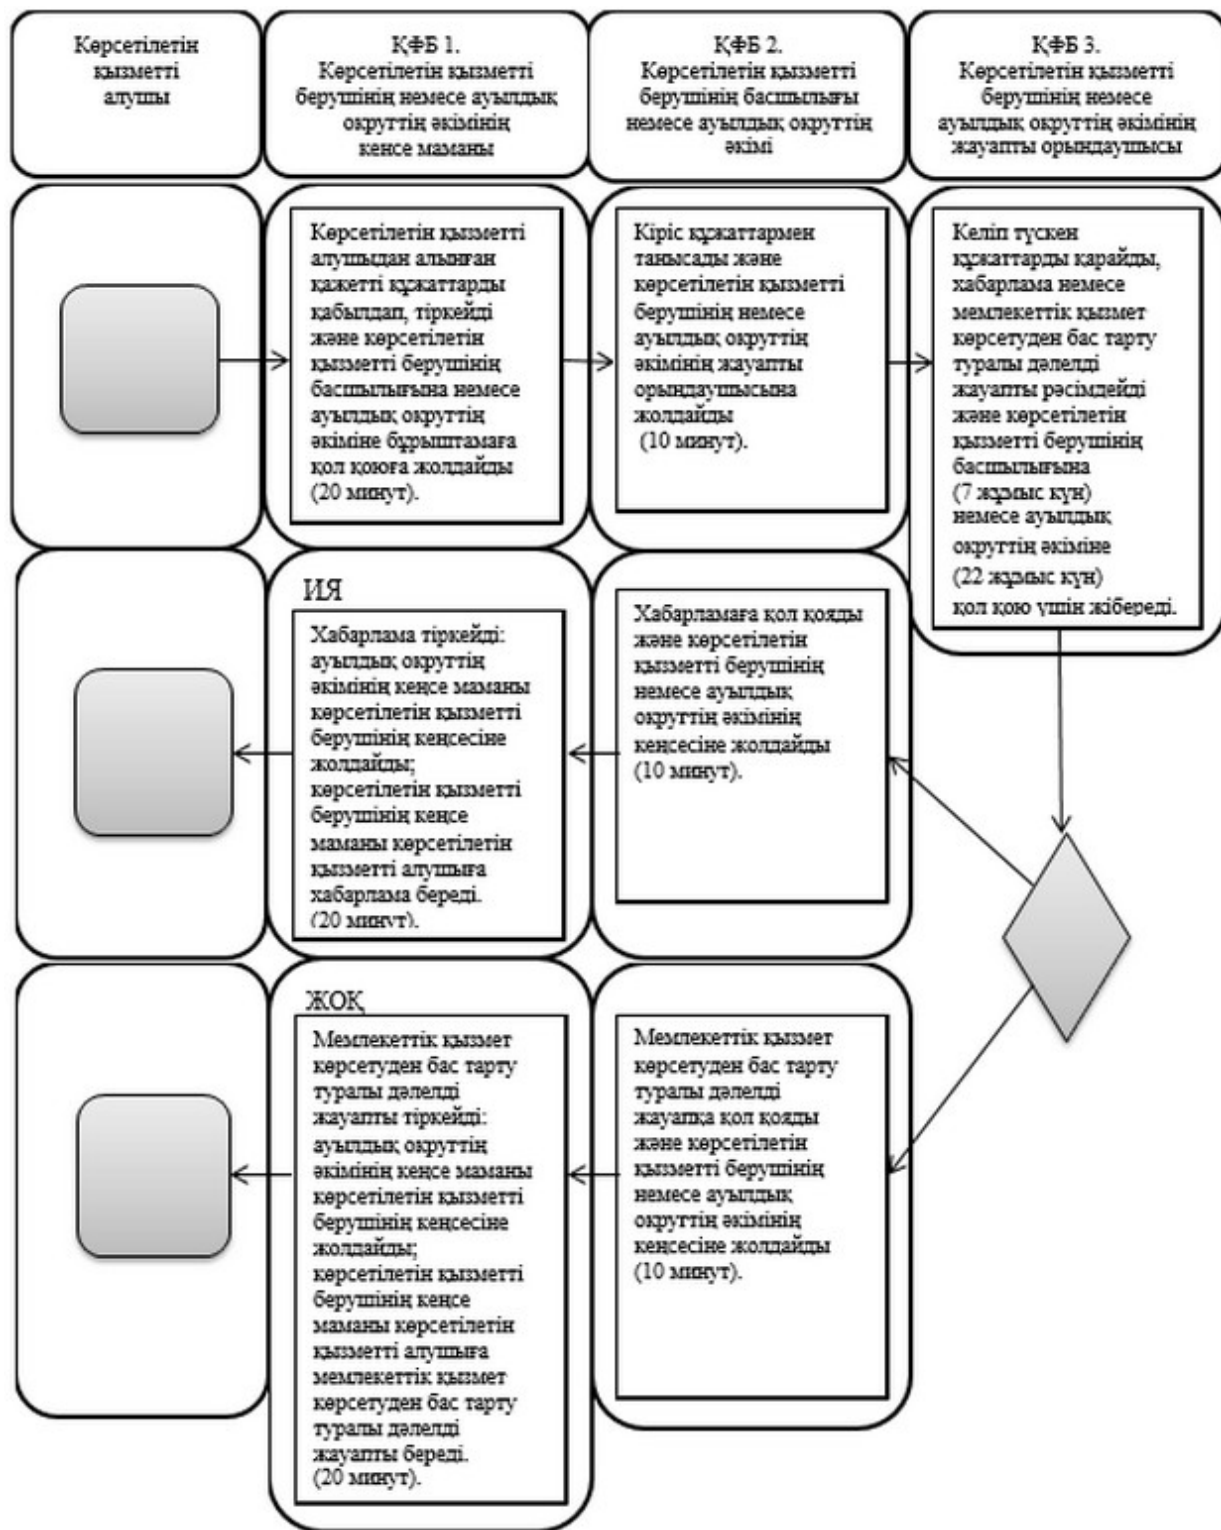 Көрсетілетін
қызметті
алушы
ҚФБ 1.
Көрсетілетін қызметті
берушінің немесе ауылдық
округтің әкімінің
кеңсе маманы
ҚФБ 2.
Көрсетілетін қызметті
берушінің басшылығы
немесе ауылдық округтің
әкімі
ҚФБ 3.
Көрсетілетін қызметті
берушінің немесе
ауылдық округтің әкімінің
жауапты орындаушысы
Көрсетілетін қызметті
алушыдан алынған
қажетті құжаттарды
қабылдап, тіркейді
және көрсетілетін
қызметті берушінің
басшылығына немесе
ауылдық округтің
әкіміне бұрыштамаға
қол қоюға жолдайды
(20 минут).
Кіріс құжаттармен
танысады және
көрсетілетін қызметті
берушінің немесе
ауылдық округтің
әкімінің жауапты
орындаушысына
жолдайды
(10 минут).
Келіп түскен
құжаттарды қарайды,
хабарлама немесе
мемлекеттік қызмет
көрсетуден бас тарту
туралы дәлелді
жауапты рәсімдейді
және көрсетілетін
қызметті берушінің
басшылығына
(7 жұмыс күн)
немесе ауылдық
округтің әкіміне
(22 жұмыс күн)
қол қою үшін жібереді.
ИЯ
Хабарлама тіркейді:
ауылдық округтің
әкімінің кеңсе маманы
көрсетілетін қызметті
берушінің кеңсесіне
жолдайды;
көрсетілетін қызметті
берушінің кеңсе
маманы көрсетілетін
қызметті алушыға
хабарлама береді.
(20 минут).
Хабарламаға қол қояды
және көрсетілетін
қызметті берушінің
немесе ауылдық
округтің әкімінің
кеңсесіне жолдайды
(10 минут).
ЖОҚ
Мемлекеттік қызмет
көрсетуден бас тарту
туралы дәлелді
жауапты тіркейді:
ауылдық округтің
әкімінің кеңсе маманы
көрсетілетін қызметті
берушінің кеңсесіне
жолдайды;
көрсетілетін қызметті
берушінің кеңсе
маманы көрсетілетін
қызметті алушыға
мемлекеттік қызмет
көрсетуден бас тарту
туралы дәлелді
жауапты береді.
(20 минут).
Мемлекеттік қызмет
көрсетуден бас тарту
туралы дәлелді
жауапқа қол қояды
және көрсетілетін
қызметті берушінің
немесе ауылдық
округтің әкімінің
кеңсесіне жолдайды
(10 минут).